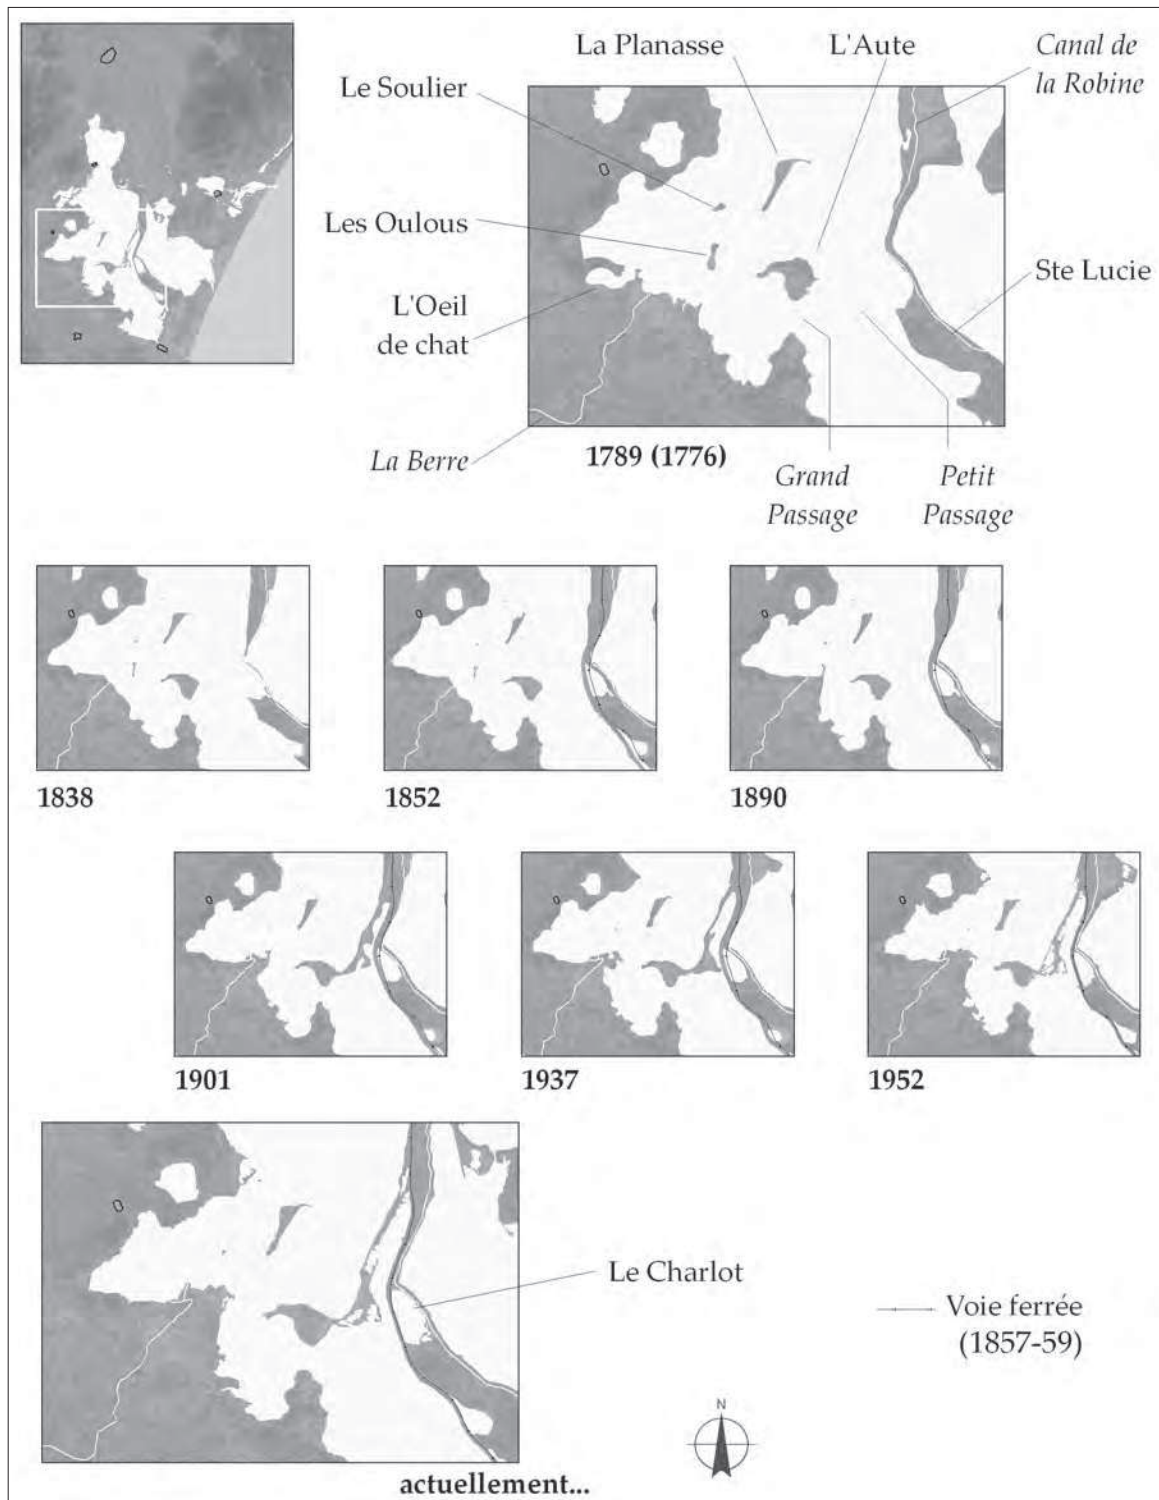 La Planasse
L'Aute
Canal de
la Robine
Le Soulier
Les Oulous
Ste Lucie
L'Oeil
de chat
La Berre
1789 (1776)
Grand
Passage
Petit
Passage
1838
1852
1890
1901
1937
1952
Le Charlot
Voie ferrée
(1857-59)
N
actuellement...